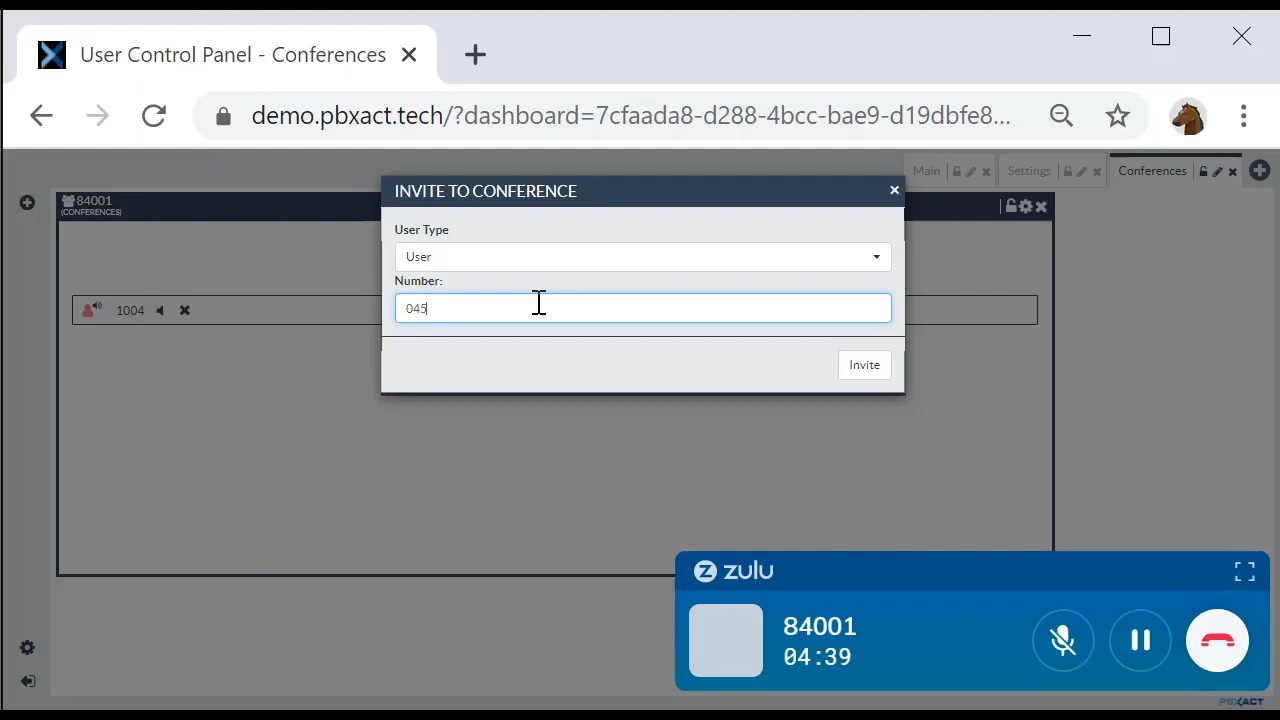 User Control Panel - Conferences
demo.pbxact.tech/?dashboard=7cfaada8-d288-4bcc-bae9-d19dbfe8...
Main
Settings
Conferences
84001
(CONFERENCES)
INVITE TO CONFERENCE
User Type
User
Number:
1004
045
Invite
zulu
84001
04:39
PBXACT